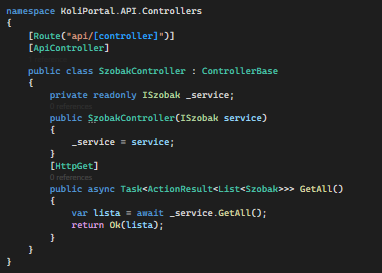 namespace KoliPortal.API.Controllers
{
[Route("api/[controller]")]
[ApiController]
public class SzobakController : ControllerBase
{
private readonly ISzobak _service;
0 references
public SzobakController(ISzobak service)
{
_service = service;
}
[HttpGet]
0 references
public async Task<ActionResult<List<Szobak>>> GetAll()
{
var lista = await _service.GetAll();
return Ok(lista);
}
}
}